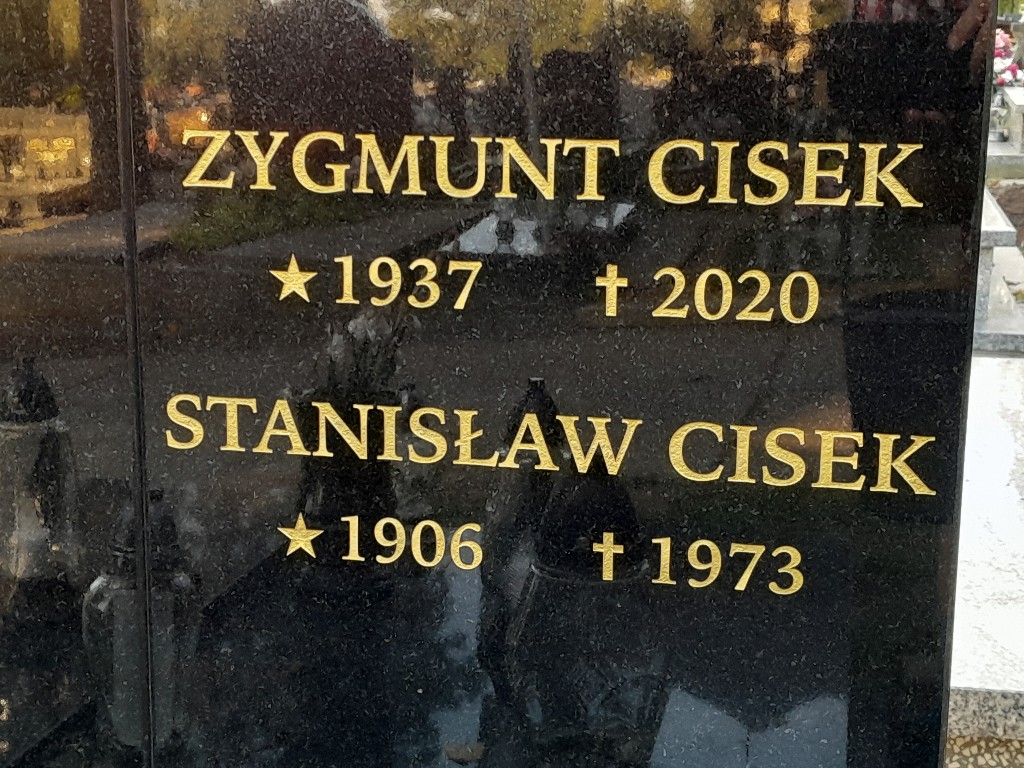 ZYGMUNT CISEK
★ 1937 ✝ 2020
STANISŁAW CISEK
★ 1906 ✝ 1973